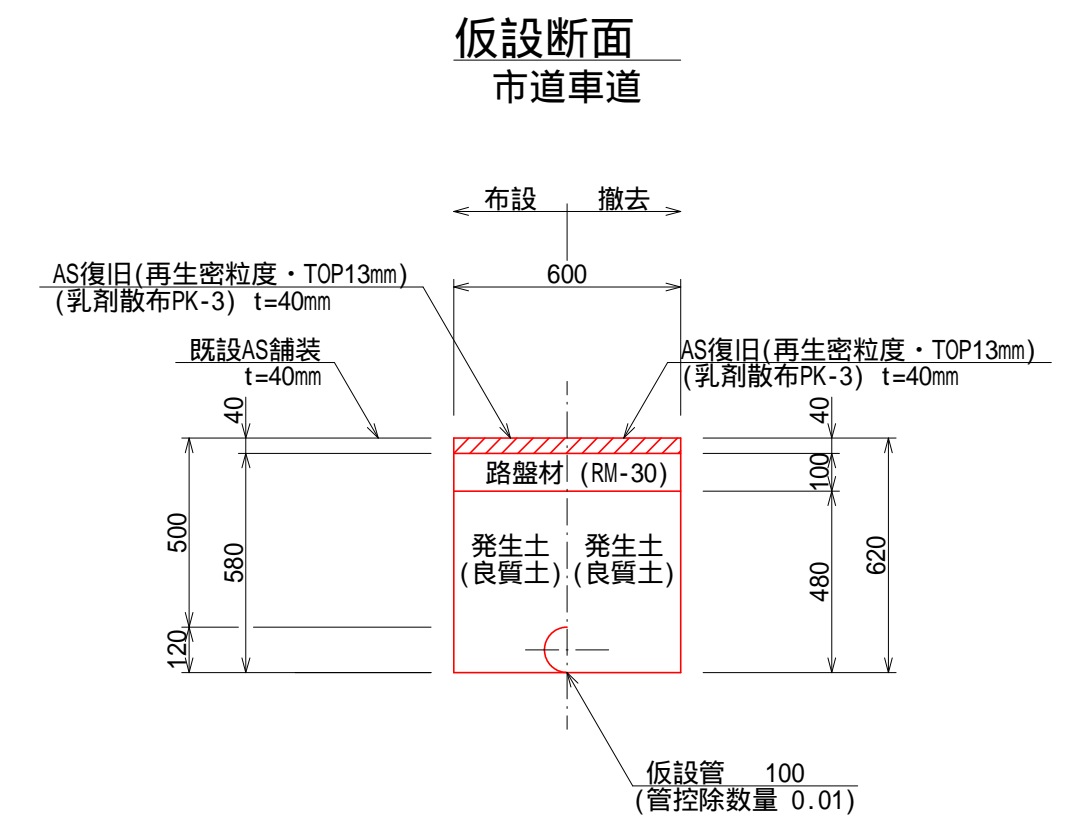 仮設断面
市道車道
布設 撤去
600
AS復旧(再生密粒度・TOP13mm)
(乳剤散布PK-3) t=40mm
既設AS舗装
t=40mm
AS復旧(再生密粒度・TOP13mm)
(乳剤散布PK-3) t=40mm
40
500
580
120
路盤材 (RM-30)
発生土 発生土
(良質土) (良質土)
40
100
480
620
仮設管 100
(管控除数量 0.01)